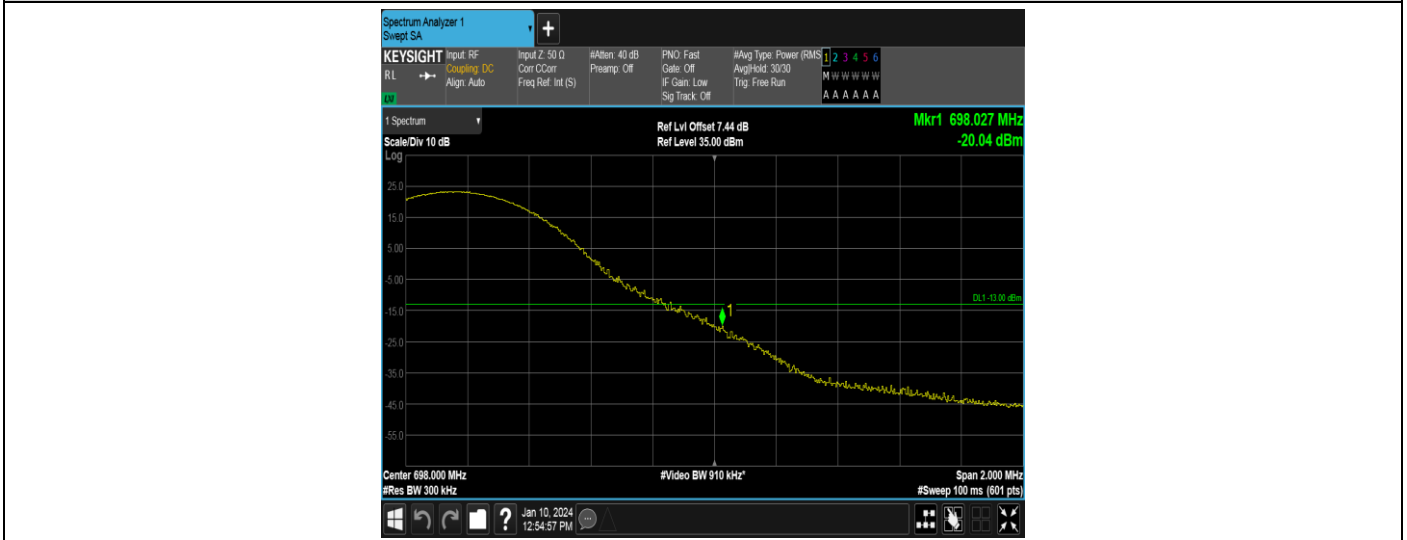 Spectrum Analyzer 1
Swept SA
+
KEYSIGHT
RL
LXI
Input: RF
Coupling: DC
Align: Auto
Input Z: 50 Ω
Corr CCorr
Freq Ref: Int (S)
#Atten: 40 dB
Preamp: Off
PNO: Fast
Gate: Off
IF Gain: Low
Sig Track: Off
#Avg Type: Power (RMS
Avg|Hold: 30/30
Trig: Free Run
1 2 3 4 5 6
M W W W W W
A A A A A A
1 Spectrum
Scale/Div 10 dB
Ref Lvl Offset 7.44 dB
Ref Level 35.00 dBm
Mkr1 698.027 MHz
-20.04 dBm
Log
25.0
15.0
5.00
-5.00
-15.0
-25.0
-35.0
-45.0
-55.0
DL1 -13.00 dBm
1
Center 698.000 MHz
#Res BW 300 kHz
#Video BW 910 kHz*
Span 2.000 MHz
#Sweep 100 ms (601 pts)
?
Jan 10, 2024
12:54:57 PM